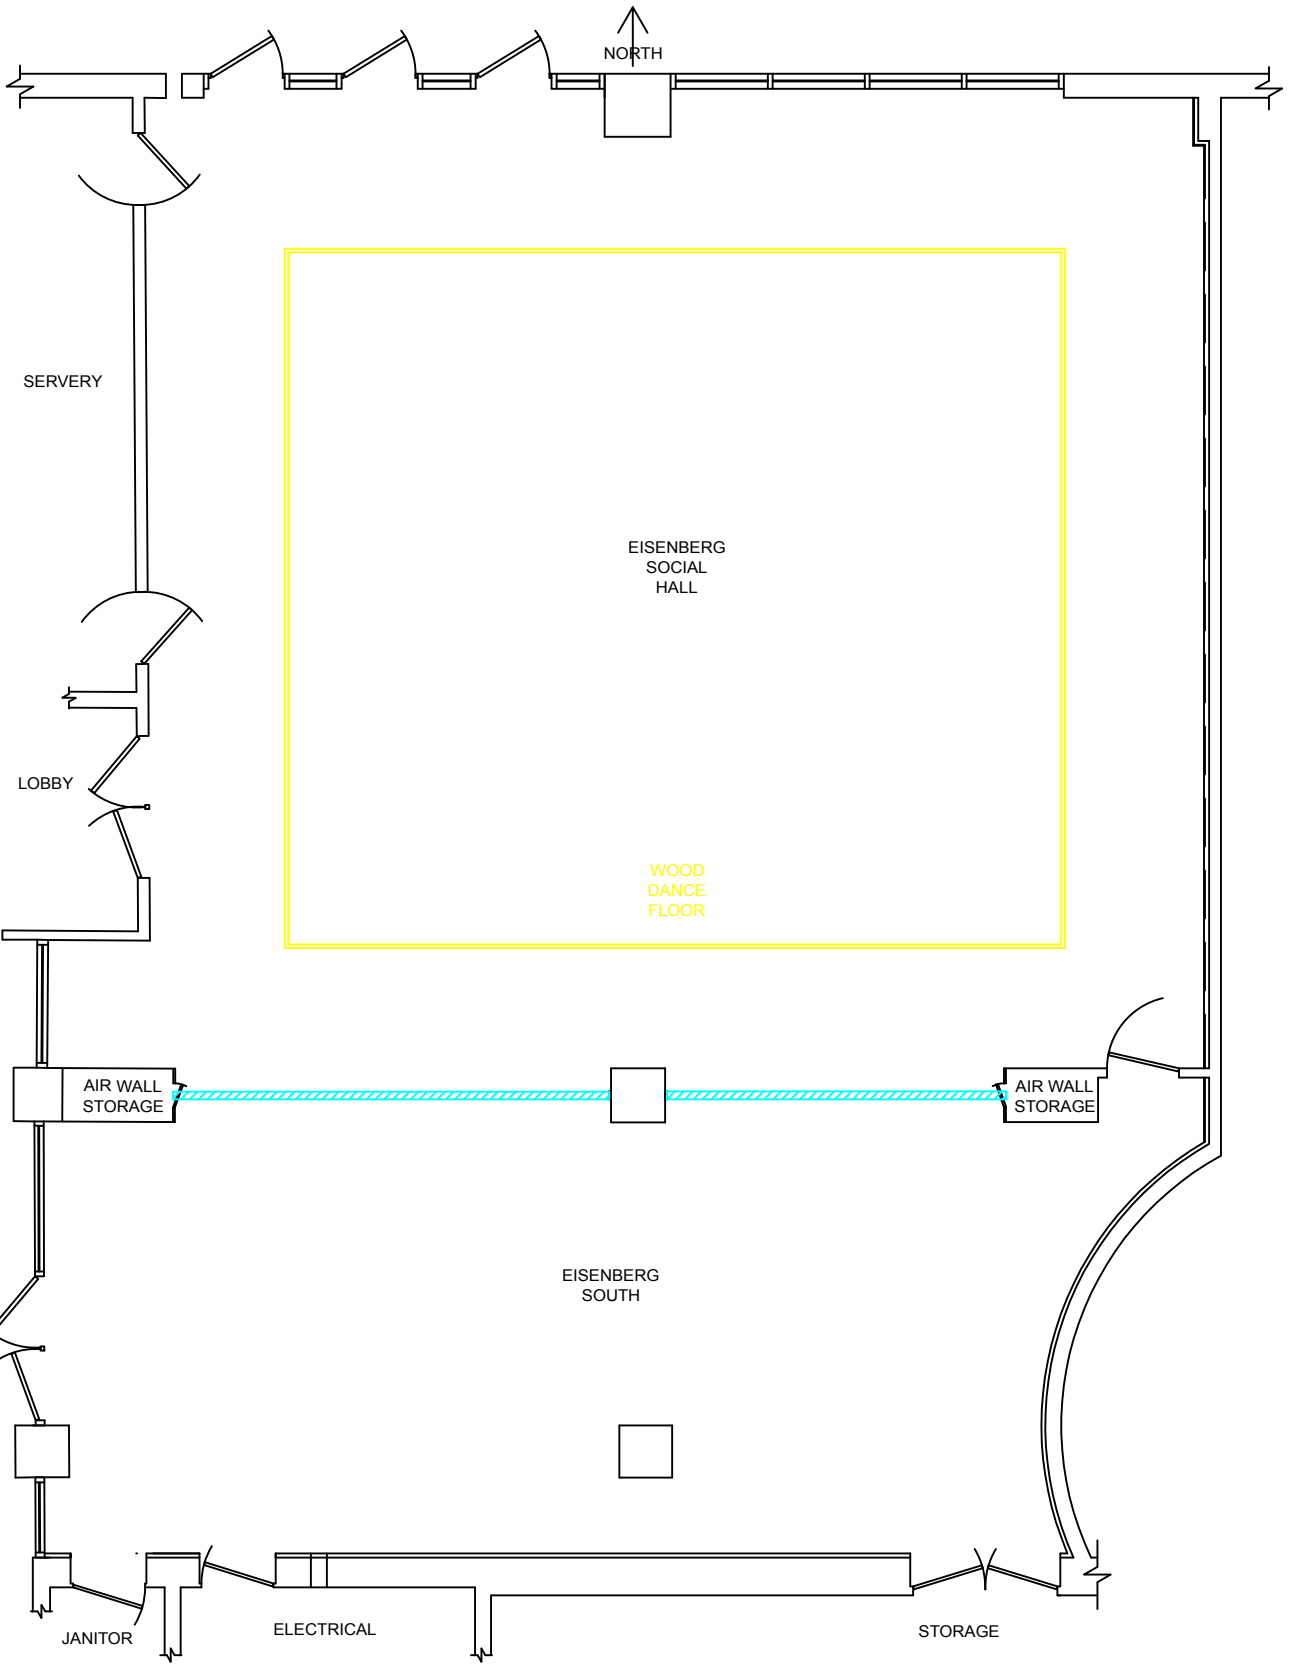 NORTH
SERVERY
EISENBERG
SOCIAL
HALL
LOBBY
WOOD
DANCE
FLOOR
AIR WALL
STORAGE
AIR WALL
STORAGE
EISENBERG
SOUTH
JANITOR
ELECTRICAL
STORAGE